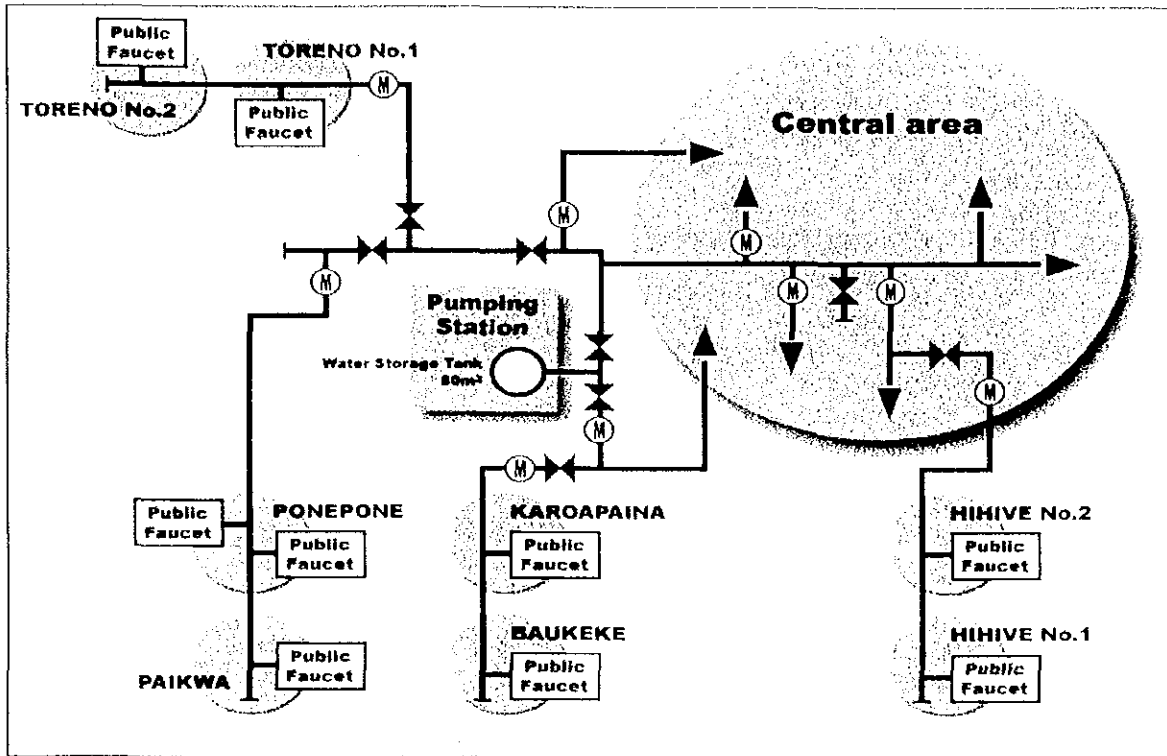 Public
Faucet
TORENO No.1
M
TORENO No.2
Public
Faucet
Central area
M
M
M
M
M
Pumping
Station
Water Storage Tank
80m³
M
M
M
Public
Faucet
PONEPONE
Public
Faucet
KAROAPAINA
Public
Faucet
HIHIVE No.2
Public
Faucet
PAIKWA
Public
Faucet
BAUKEKE
Public
Faucet
HIHIVE No.1
Public
Faucet